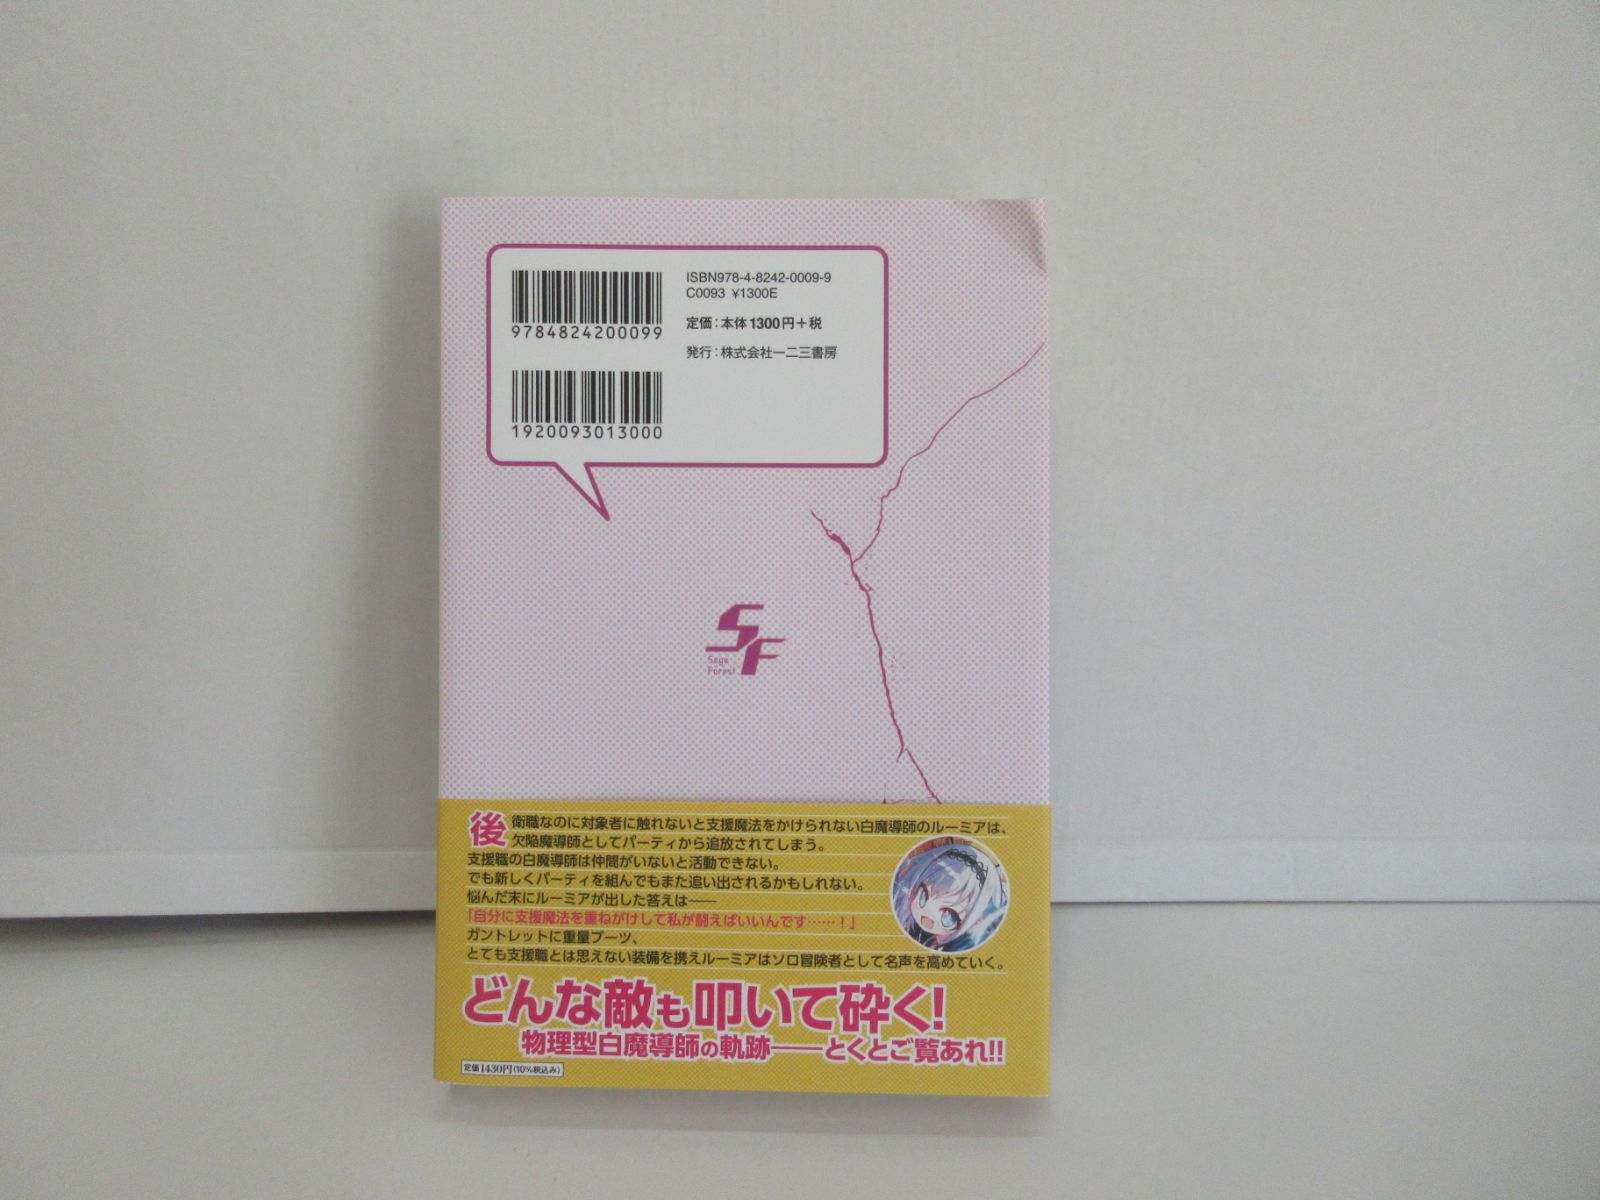 ISBN978-4-8242-0009-9
C0093 ¥1300E
定価：本体1300円＋税
発行：株式会社一二三書房
9784824200099
1920093013000
SF
Saga
Forest
後衛職なのに対象者に触れないと支援魔法をかけられない白魔導師のルーミアは、
欠陥魔導師としてパーティから追放されてしまう。
支援職の白魔導師は仲間がいないと活動できない。
でも新しくパーティを組んでもまた追い出されるかもしれない。
悩んだ末にルーミアが出した答えは――
「自分に支援魔法を重ねがけして私が闘えばいいんです……！」
ガントレットに重量ブーツ、
とても支援職とは思えない装備を携えルーミアはソロ冒険者として名声を高めていく。
どんな敵も叩いて砕く！
物理型白魔導師の軌跡――とくとご覧あれ!!
定価1430円（10%税込み）